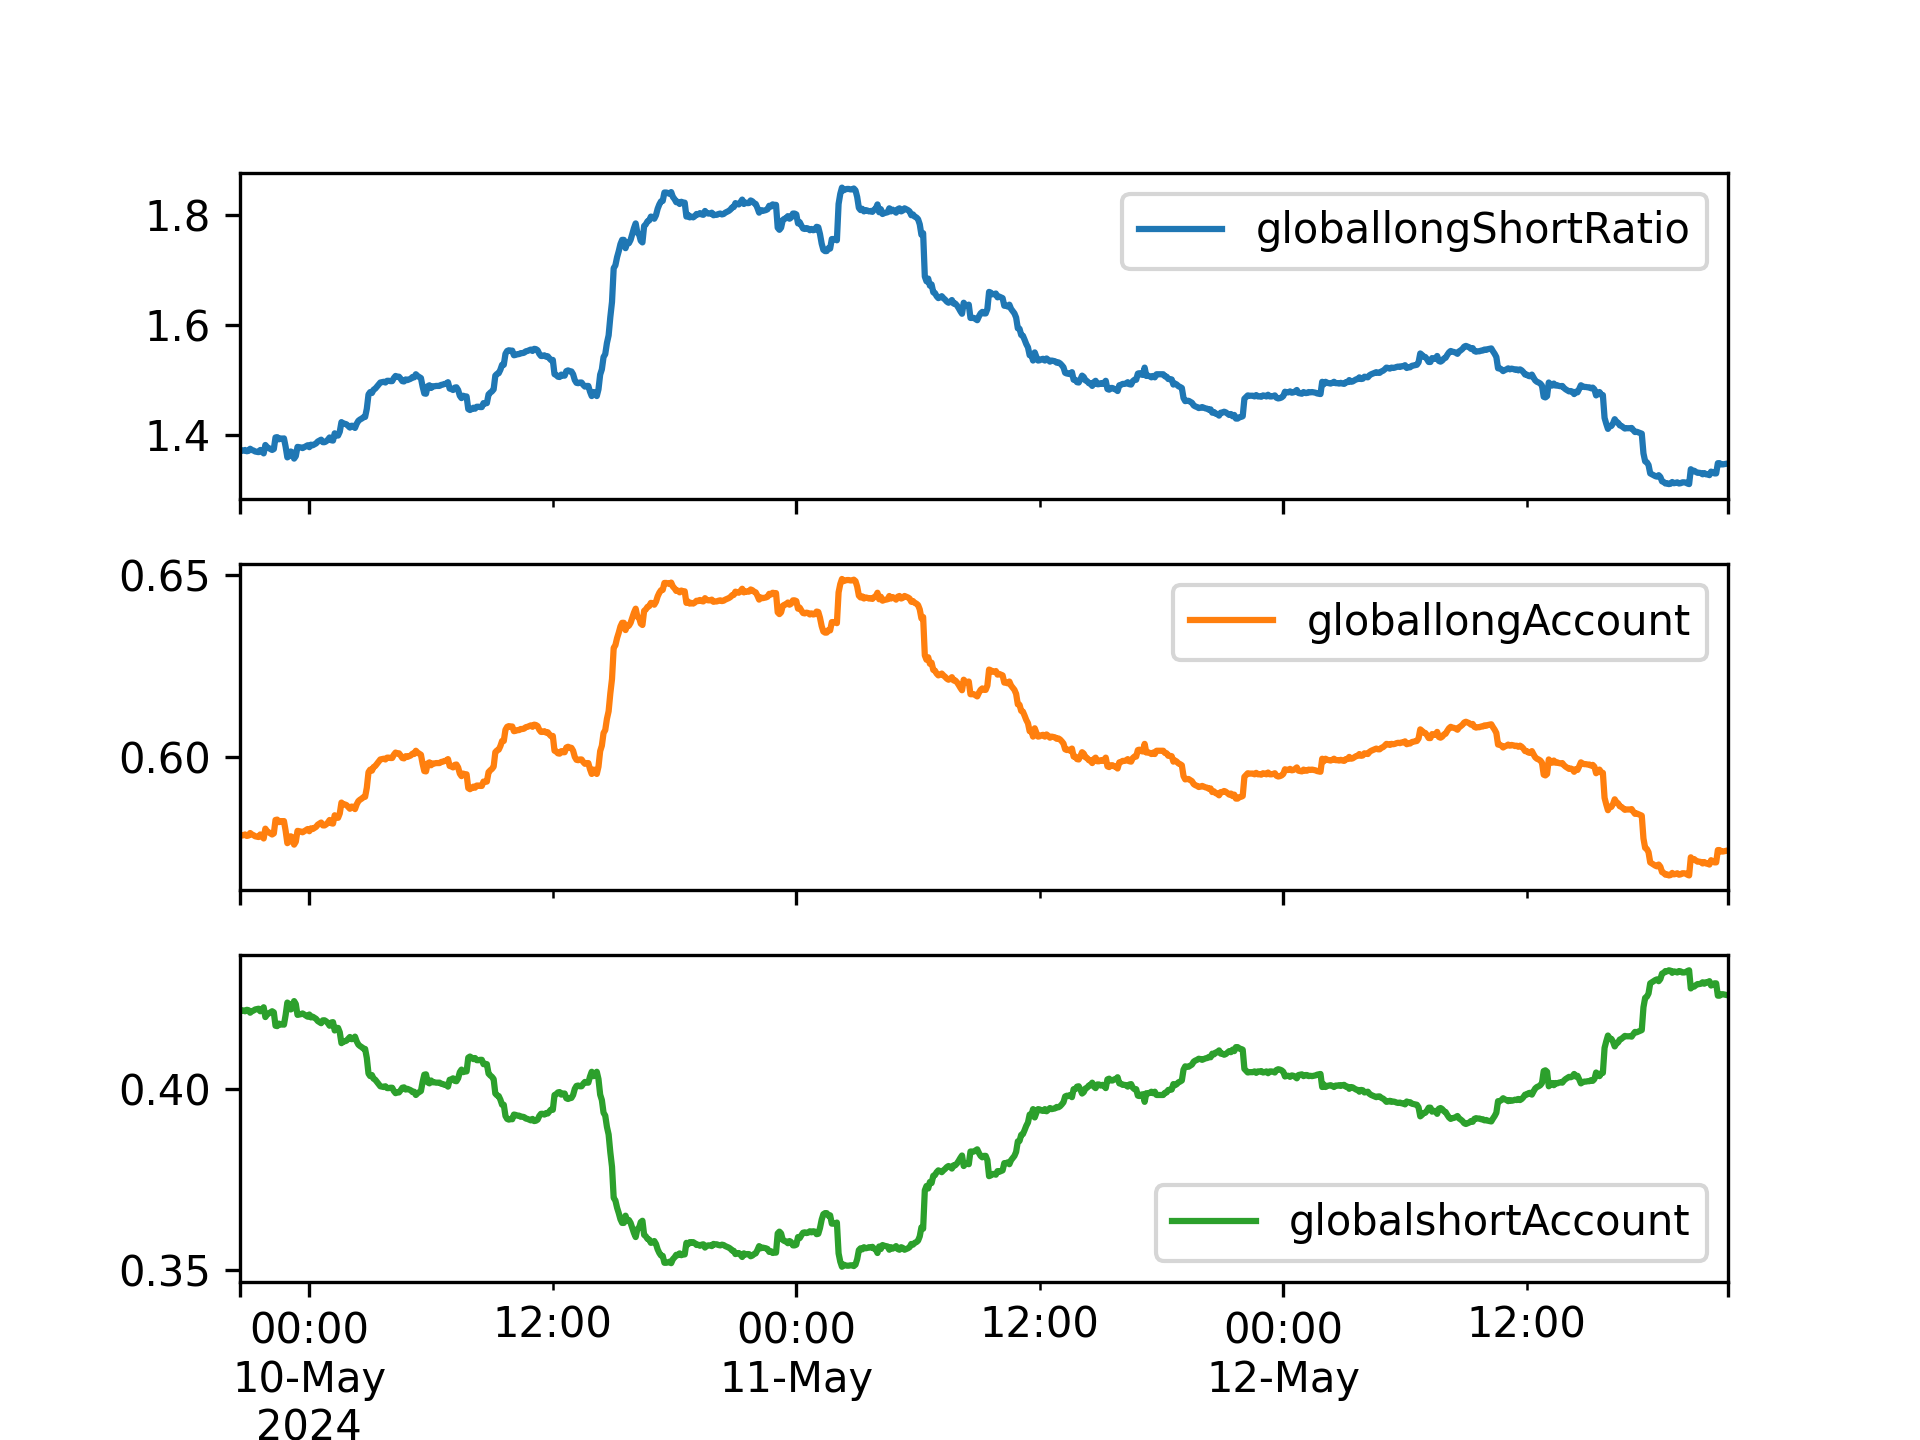 1.8
1.6
1.4
globallongShortRatio
0.65
0.60
globallongAccount
0.40
0.35
globalshortAccount
00:00 12:00 00:00 12:00 00:00 12:00
10-May 11-May 12-May
2024